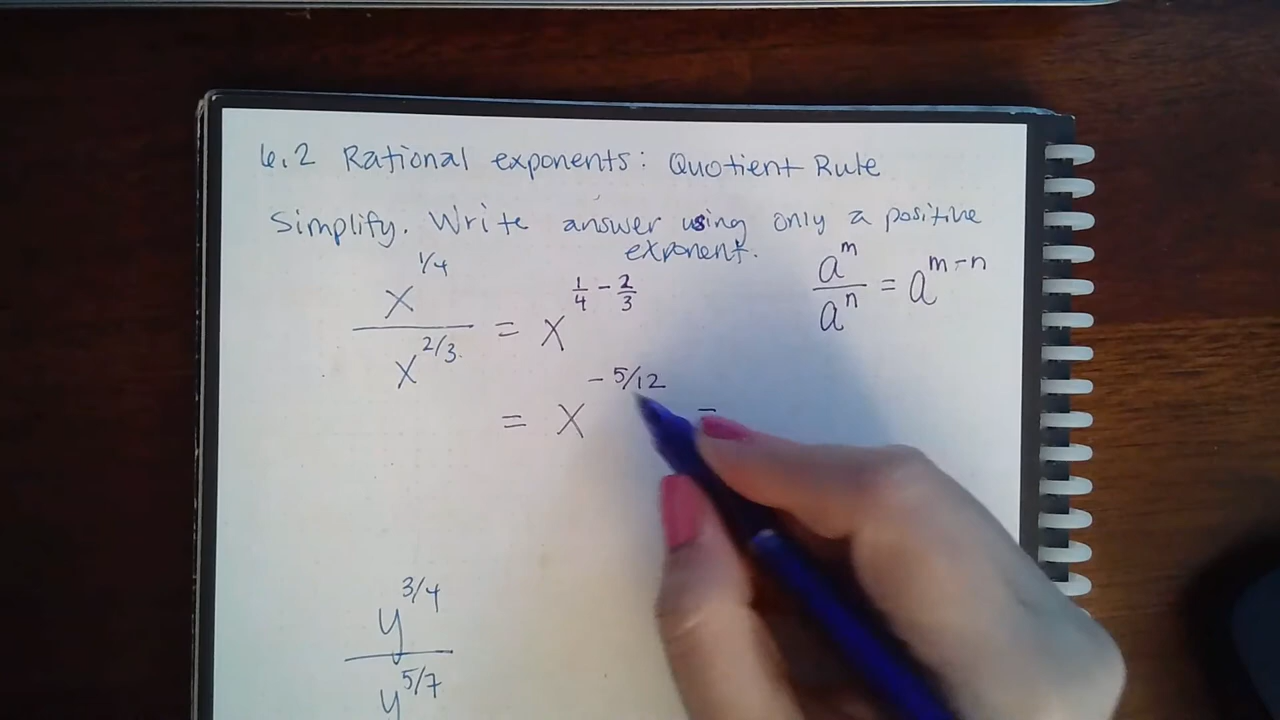 6.2 Rational exponents: Quotient Rule
Simplify. Write answer using only a positive
exponent.
x^1/4 / x^2/3 = x^(1/4 - 2/3)
a^m / a^n = a^m-n
= x^-5/12 =
y^3/4 / y^5/7